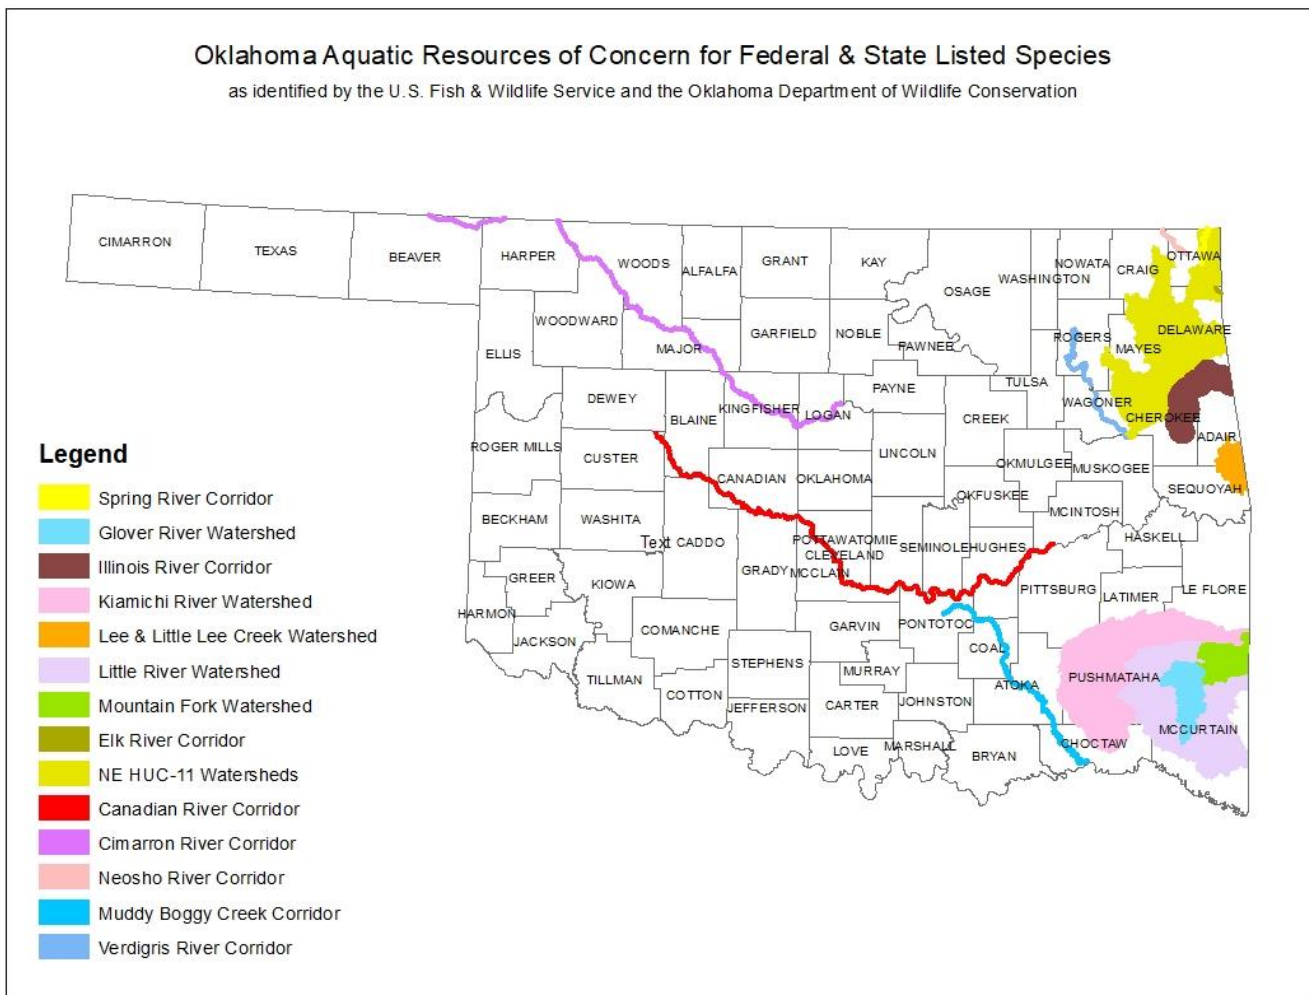 Oklahoma Aquatic Resources of Concern for Federal & State Listed Species
as identified by the U.S. Fish & Wildlife Service and the Oklahoma Department of Wildlife Conservation
CIMARRON
TEXAS
BEAVER
HARPER
WOODS
ALFALFA
GRANT
KAY
OSAGE
WASHINGTON
NOWATA
CRAIG
OTTAWA
ELLIS
WOODWARD
MAJOR
GARFIELD
NOBLE
PAWNEE
ROGERS
MAYES
DELAWARE
DEWEY
BLAINE
KINGFISHER
LOGAN
PAYNE
CREEK
TULSA
WAGONER
CHEROKEE
ADAIR
ROGER MILLS
CUSTER
CANADIAN
OKLAHOMA
LINCOLN
OKMULGEE
MUSKOGEE
SEQUOYAH
BECKHAM
WASHITA
Text
CADDO
GRADY
POTTAWATOMIE
CLEVELAND
MCCLAIN
SEMINOLE
OKFUSKEE
HUGHES
MCINTOSH
HASKELL
GREER
KIOWA
HARMON
JACKSON
COMANCHE
GARVIN
PONTOTOC
PITTSBURG
LATIMER
LE FLORE
TILLMAN
COTTON
STEPHENS
JEFFERSON
MURRAY
CARTER
JOHNSTON
COAL
ATOKA
PUSHMATAHA
LOVE
MARSHALL
BRYAN
CHOCTAW
MCCURTAIN
Legend
Spring River Corridor
Glover River Watershed
Illinois River Corridor
Kiamichi River Watershed
Lee & Little Lee Creek Watershed
Little River Watershed
Mountain Fork Watershed
Elk River Corridor
NE HUC-11 Watersheds
Canadian River Corridor
Cimarron River Corridor
Neosho River Corridor
Muddy Boggy Creek Corridor
Verdigris River Corridor